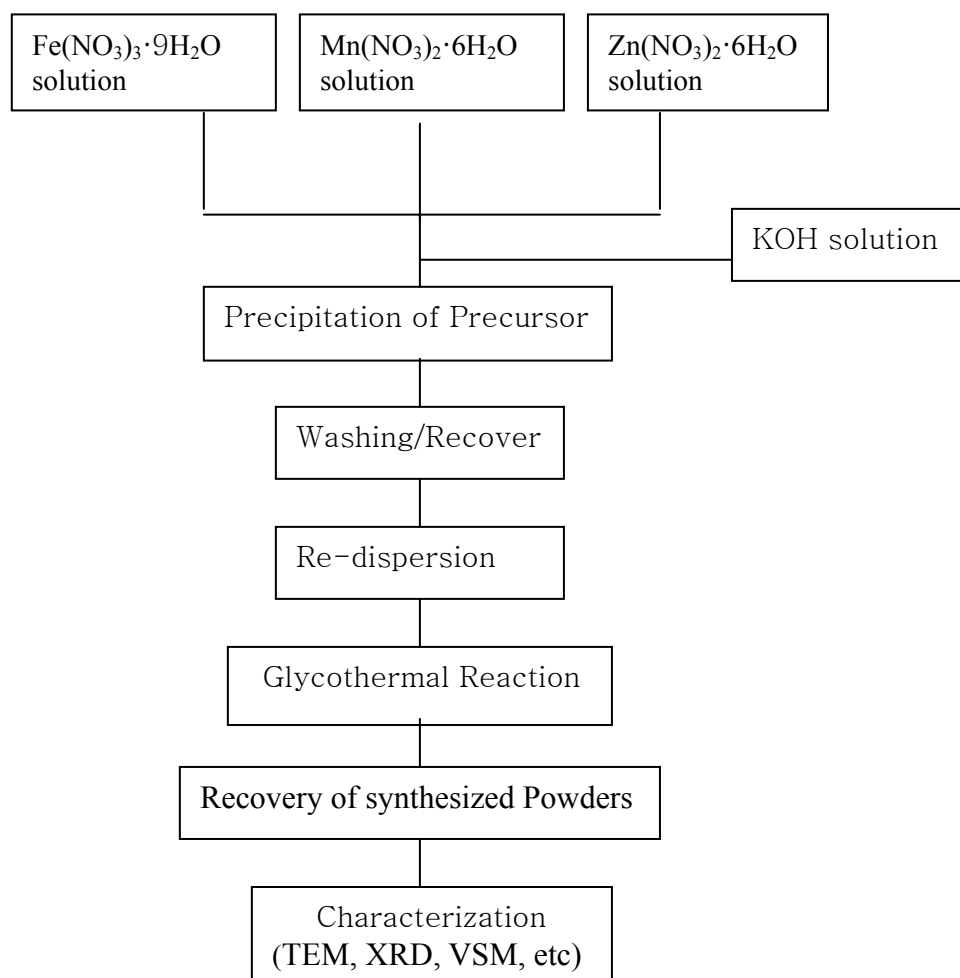 Fe(NO₃)₃·9H₂O
solution
Mn(NO₃)₂·6H₂O
solution
Zn(NO₃)₂·6H₂O
solution
KOH solution
Precipitation of Precursor
Washing/Recover
Re-dispersion
Glycothermal Reaction
Recovery of synthesized Powders
Characterization
(TEM, XRD, VSM, etc)